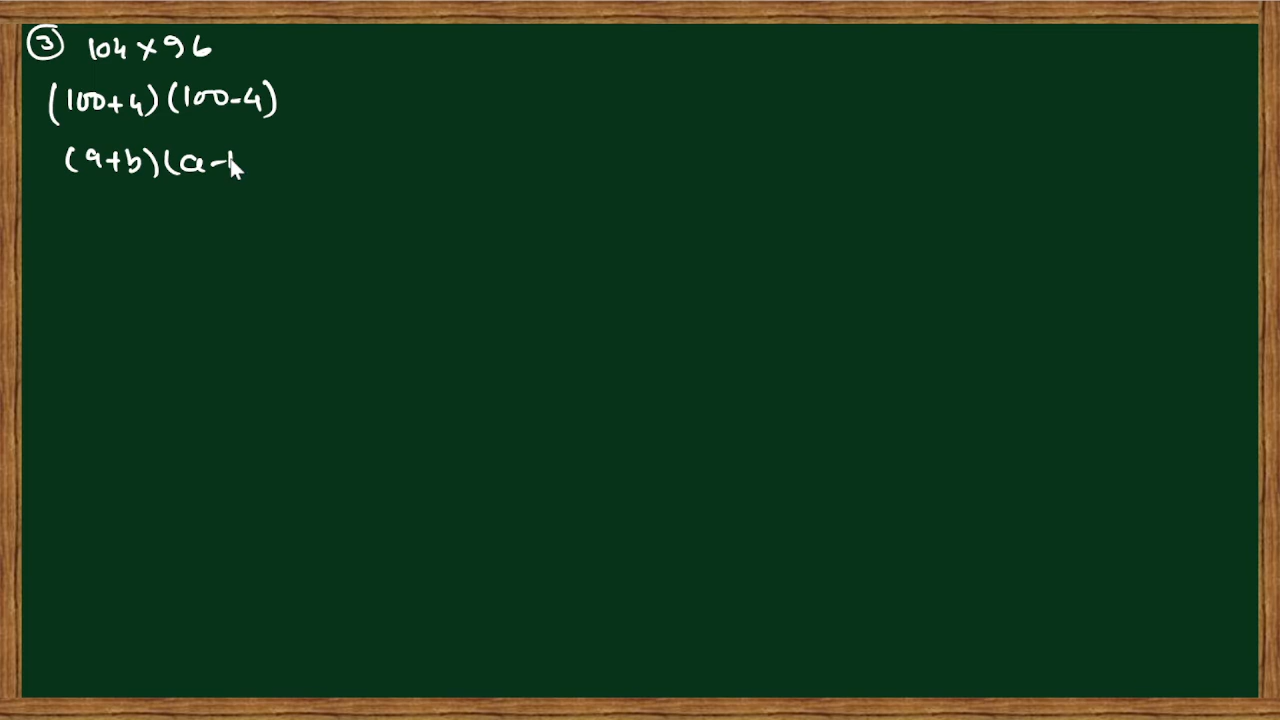 ③ 104 × 96
(100+4)(100-4)
(a+b)(a-